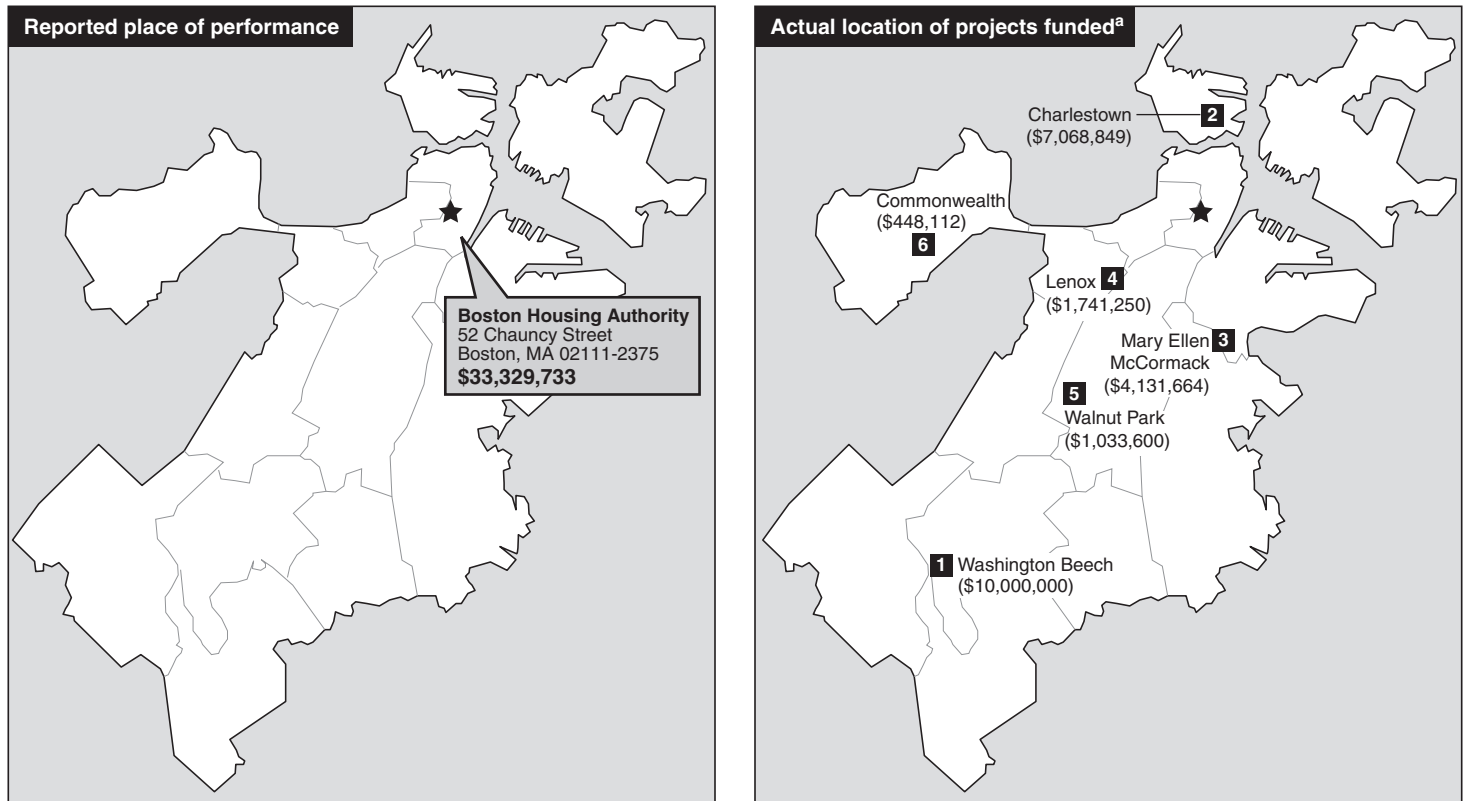 Reported place of performance
Boston Housing Authority
52 Chauncy Street
Boston, MA 02111-2375
$33,329,733
Actual location of projects funded^a
Charlestown
($7,068,849)
2
Commonwealth
($448,112)
6
Lenox 4
($1,741,250)
Mary Ellen 3
McCormack
($4,131,664)
5
Walnut Park
($1,033,600)
1 Washington Beech
($10,000,000)